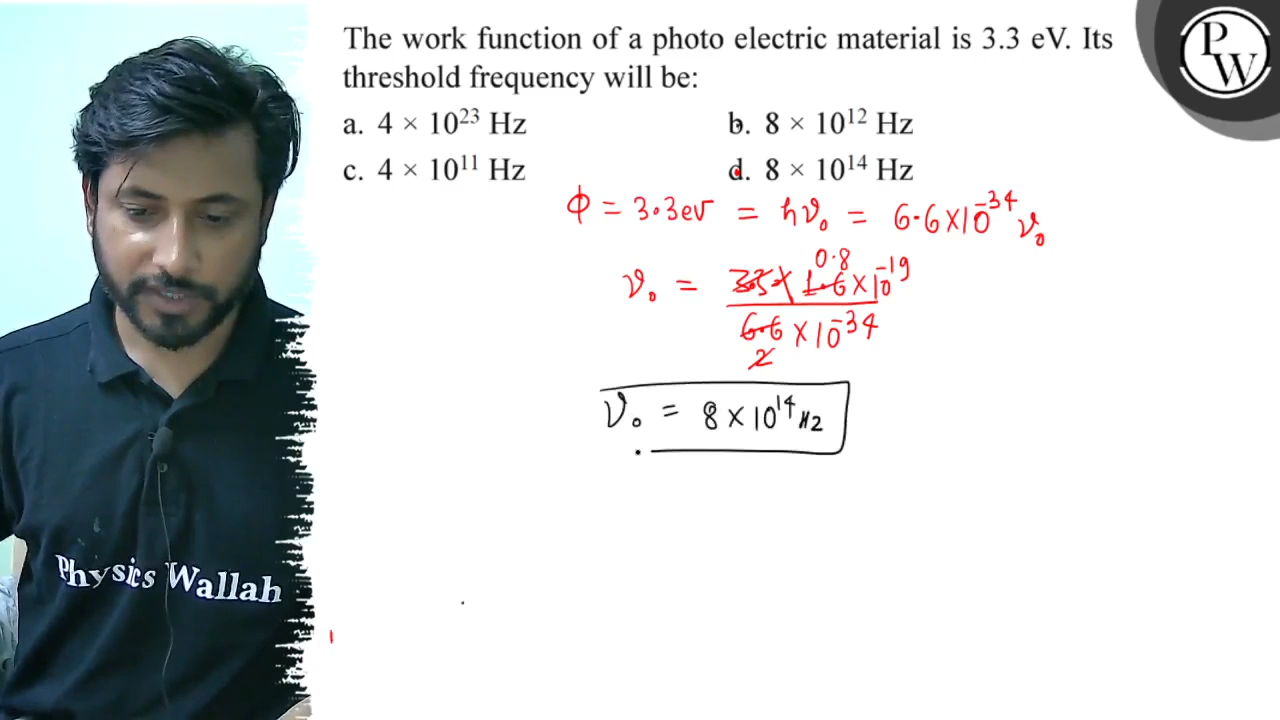 The work function of a photo electric material is 3.3 eV. Its
threshold frequency will be:
a. 4 × 10²³ Hz
b. 8 × 10¹² Hz
c. 4 × 10¹¹ Hz
d. 8 × 10¹⁴ Hz
ϕ = 3.3ev = hν₀ = 6.6×10⁻³⁴ ν₀
0.8
ν₀ = × 1.6 ×10⁻¹⁹
6.6 × 10⁻³⁴
2
ν₀ = 8 × 10¹⁴ Hz
PW
Physics Wallah